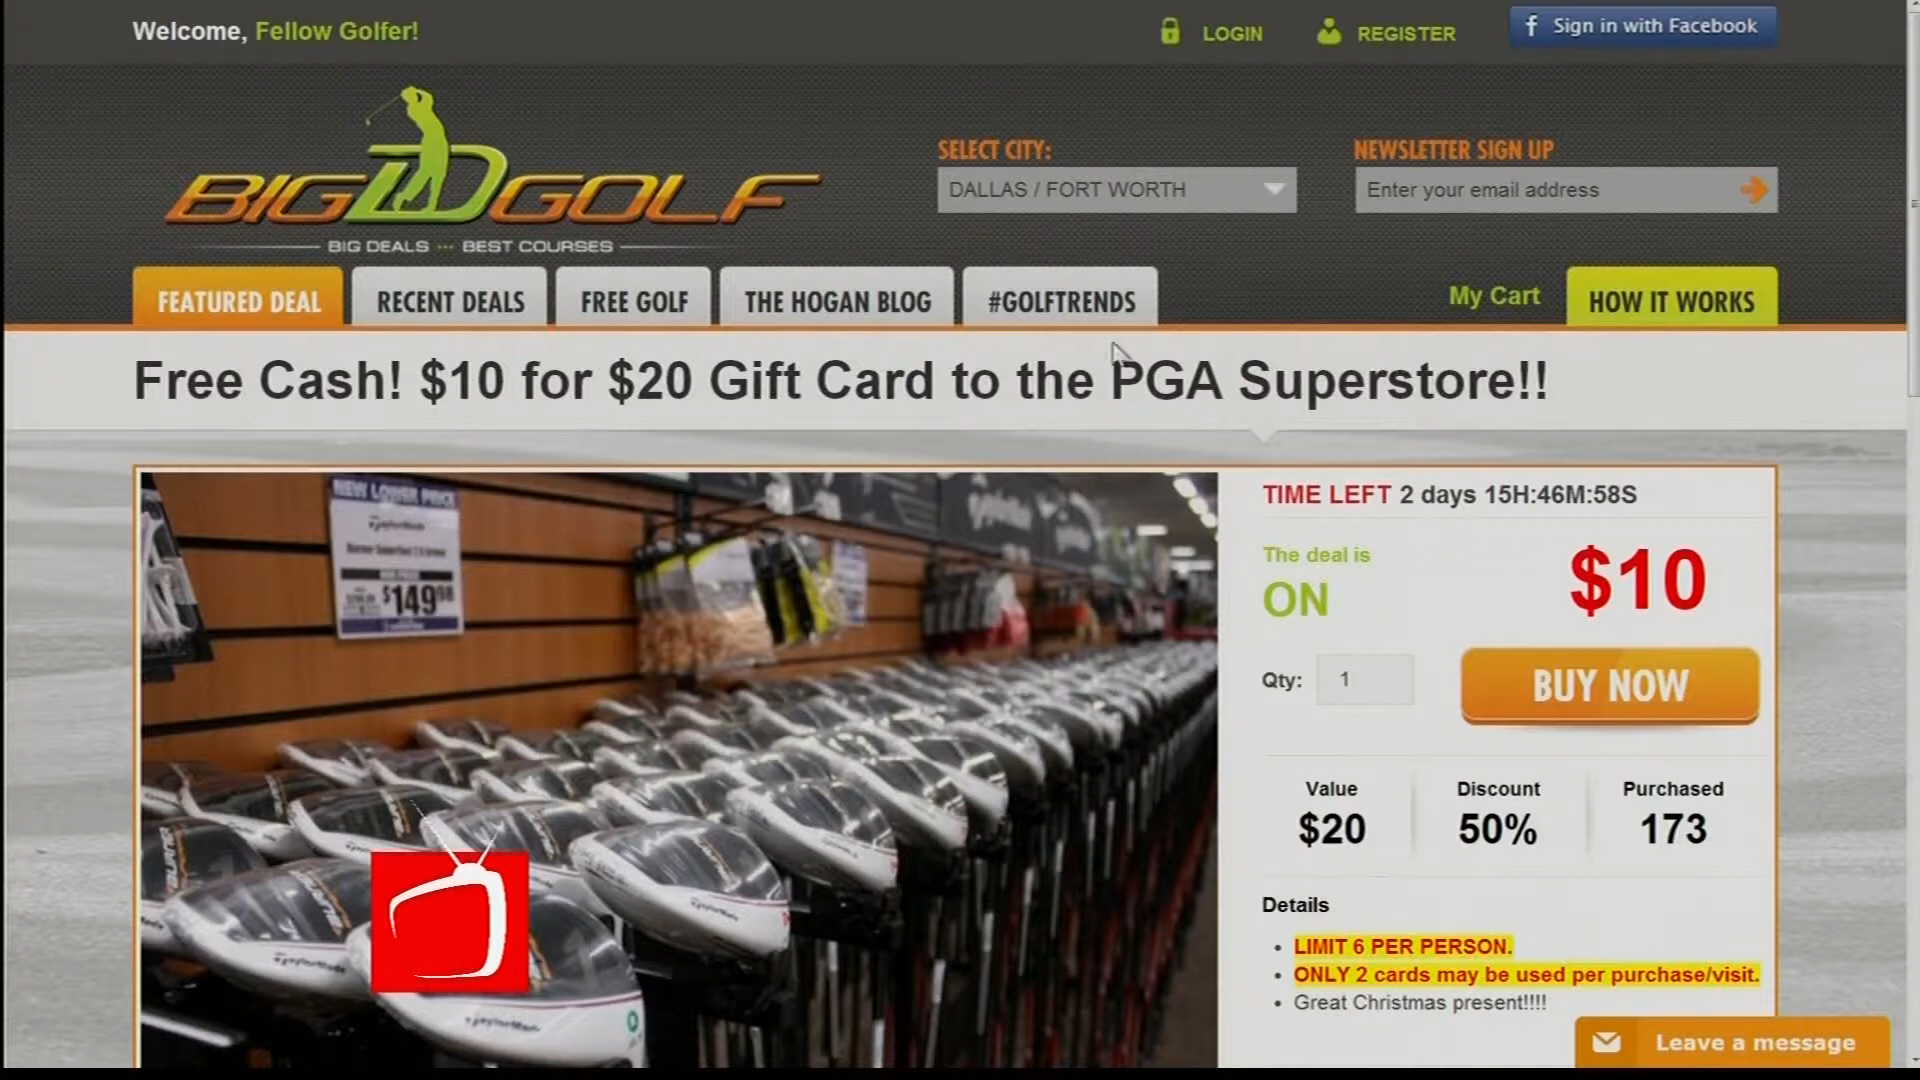 Welcome, Fellow Golfer!
LOGIN
REGISTER
f Sign in with Facebook
BIG D GOLF
BIG DEALS ... BEST COURSES
SELECT CITY:
DALLAS / FORT WORTH
NEWSLETTER SIGN UP
Enter your email address
FEATURED DEAL
RECENT DEALS
FREE GOLF
THE HOGAN BLOG
#GOLFTRENDS
My Cart
HOW IT WORKS
Free Cash! $10 for $20 Gift Card to the PGA Superstore!!
NEW LOWER PRICE
TaylorMade
$149.98
TIME LEFT 2 days 15H:46M:58S
The deal is
ON
$10
Qty: 1
BUY NOW
Value
$20
Discount
50%
Purchased
173
Details
• LIMIT 6 PER PERSON.
• ONLY 2 cards may be used per purchase/visit.
• Great Christmas present!!!!
TaylorMade
TaylorMade
TaylorMade
Leave a message